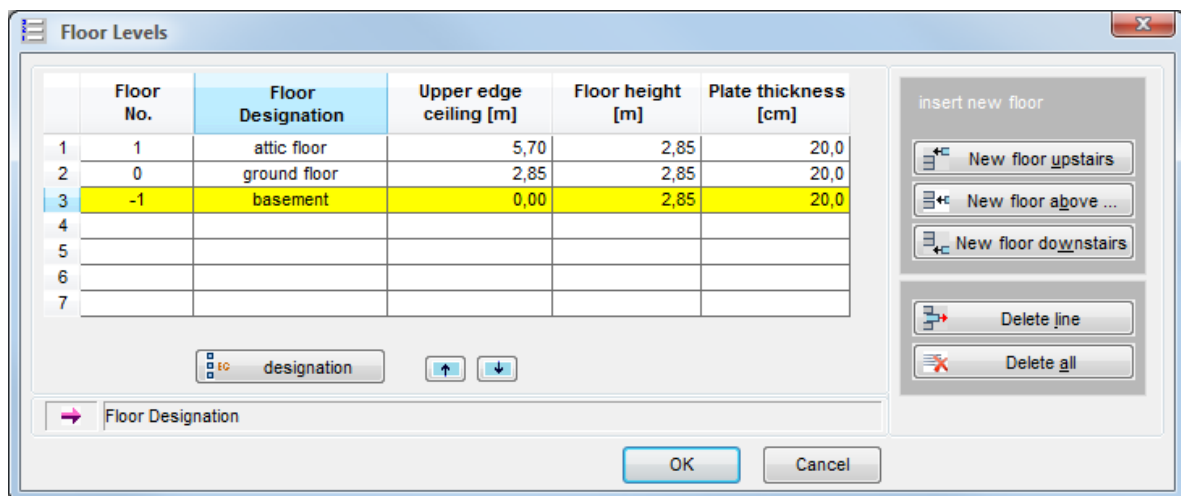 Floor Levels
Floor No. Floor Designation Upper edge ceiling [m] Floor height [m] Plate thickness [cm]
1 1 attic floor 5,70 2,85 20,0
2 0 ground floor 2,85 2,85 20,0
3 -1 basement 0,00 2,85 20,0
4
5
6
7
EG designation
Floor Designation
insert new floor
New floor upstairs
New floor above ...
New floor downstairs
Delete line
Delete all
OK Cancel